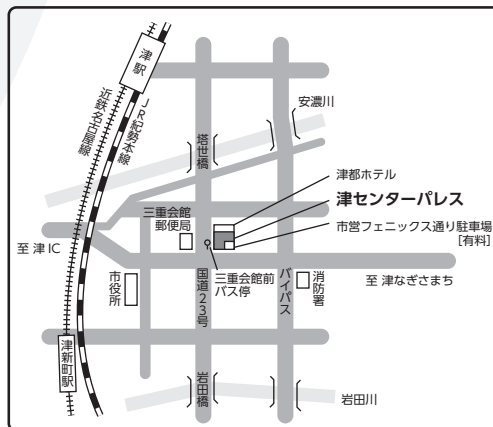 津駅
近鉄名古屋線
JR紀勢本線
塔世橋
安濃川
津都ホテル
津センターパレス
市営フェニックス通り駐車場
[有料]
三重会館
郵便局
至 津IC
市役所
国道23号
三重会館前
バス停
バイパス
消防署
至 津なぎさまち
津新町駅
岩田橋
岩田川